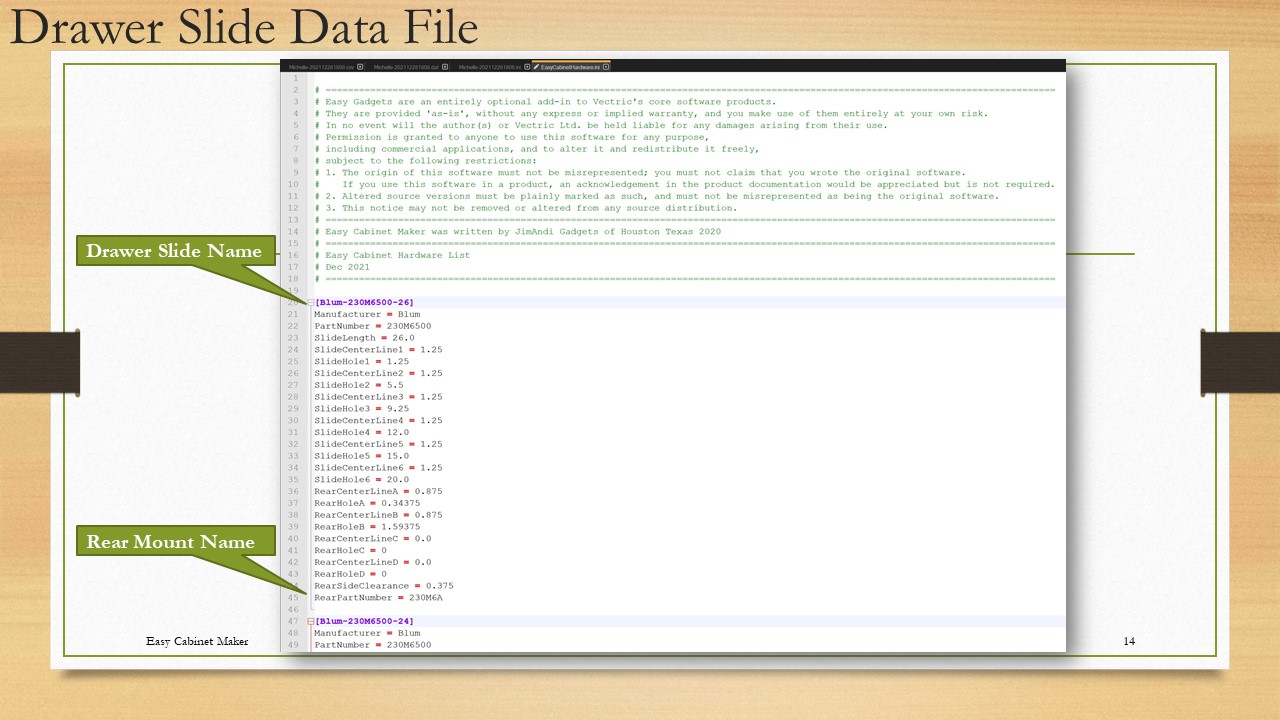 Drawer Slide Data File
Michelle-202112281808.csv
Michelle-202112281808.dat
Michelle-202112281808.ini
EasyCabinetHardware.ini
1
2 # ====================================================================================================================================
3 # Easy Gadgets are an entirely optional add-in to Vectric's core software products.
4 # They are provided 'as-is', without any express or implied warranty, and you make use of them entirely at your own risk.
5 # In no event will the author(s) or Vectric Ltd. be held liable for any damages arising from their use.
6 # Permission is granted to anyone to use this software for any purpose,
7 # including commercial applications, and to alter it and redistribute it freely,
8 # subject to the following restrictions:
9 # 1. The origin of this software must not be misrepresented; you must not claim that you wrote the original software.
10 #    If you use this software in a product, an acknowledgement in the product documentation would be appreciated but is not required.
11 # 2. Altered source versions must be plainly marked as such, and must not be misrepresented as being the original software.
12 # 3. This notice may not be removed or altered from any source distribution.
13 # ====================================================================================================================================
14 # Easy Cabinet Maker was written by JimAndi Gadgets of Houston Texas 2020
15 # ====================================================================================================================================
16 # Easy Cabinet Hardware List
17 # Dec 2021
18 # ====================================================================================================================================
19
Drawer Slide Name
20 [Blum-230M6500-26]
21 Manufacturer = Blum
22 PartNumber = 230M6500
23 SlideLength = 26.0
24 SlideCenterLine1 = 1.25
25 SlideHole1 = 1.25
26 SlideCenterLine2 = 1.25
27 SlideHole2 = 5.5
28 SlideCenterLine3 = 1.25
29 SlideHole3 = 9.25
30 SlideCenterLine4 = 1.25
31 SlideHole4 = 12.0
32 SlideCenterLine5 = 1.25
33 SlideHole5 = 15.0
34 SlideCenterLine6 = 1.25
35 SlideHole6 = 20.0
36 RearCenterLineA = 0.875
37 RearHoleA = 0.34375
38 RearCenterLineB = 0.875
39 RearHoleB = 1.59375
40 RearCenterLineC = 0.0
41 RearHoleC = 0
42 RearCenterLineD = 0.0
43 RearHoleD = 0
Rear Mount Name
RearSideClearance = 0.375
45 RearPartNumber = 230M6A
46
47 [Blum-230M6500-24]
48 Manufacturer = Blum
49 PartNumber = 230M6500
Easy Cabinet Maker
14